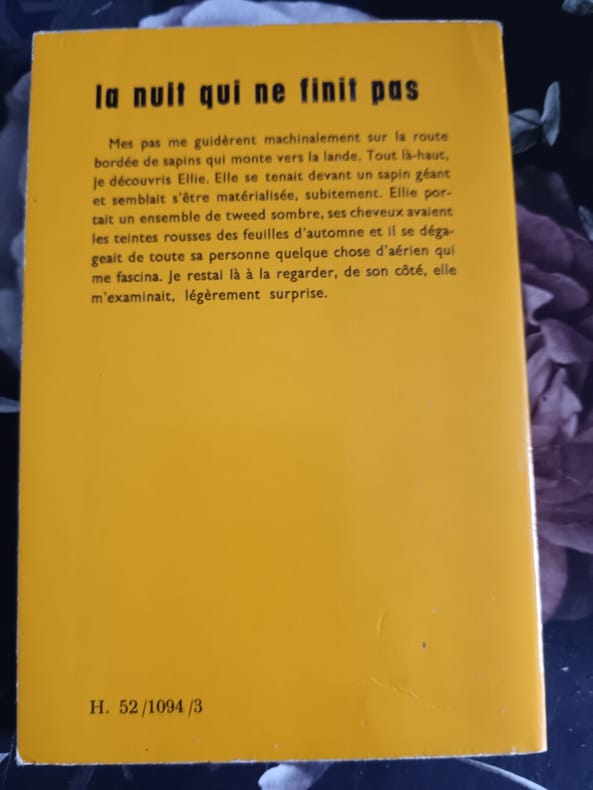 la nuit qui ne finit pas
Mes pas me guidèrent machinalement sur la route
bordée de sapins qui monte vers la lande. Tout là-haut,
je découvris Ellie. Elle se tenait devant un sapin géant
et semblait s'être matérialisée, subitement. Ellie por-
tait un ensemble de tweed sombre, ses cheveux avaient
les teintes rousses des feuilles d'automne et il se déga-
geait de toute sa personne quelque chose d'aérien qui
me fascina. Je restai là à la regarder, de son côté, elle
m'examinait, légèrement surprise.
H. 52/1094/3